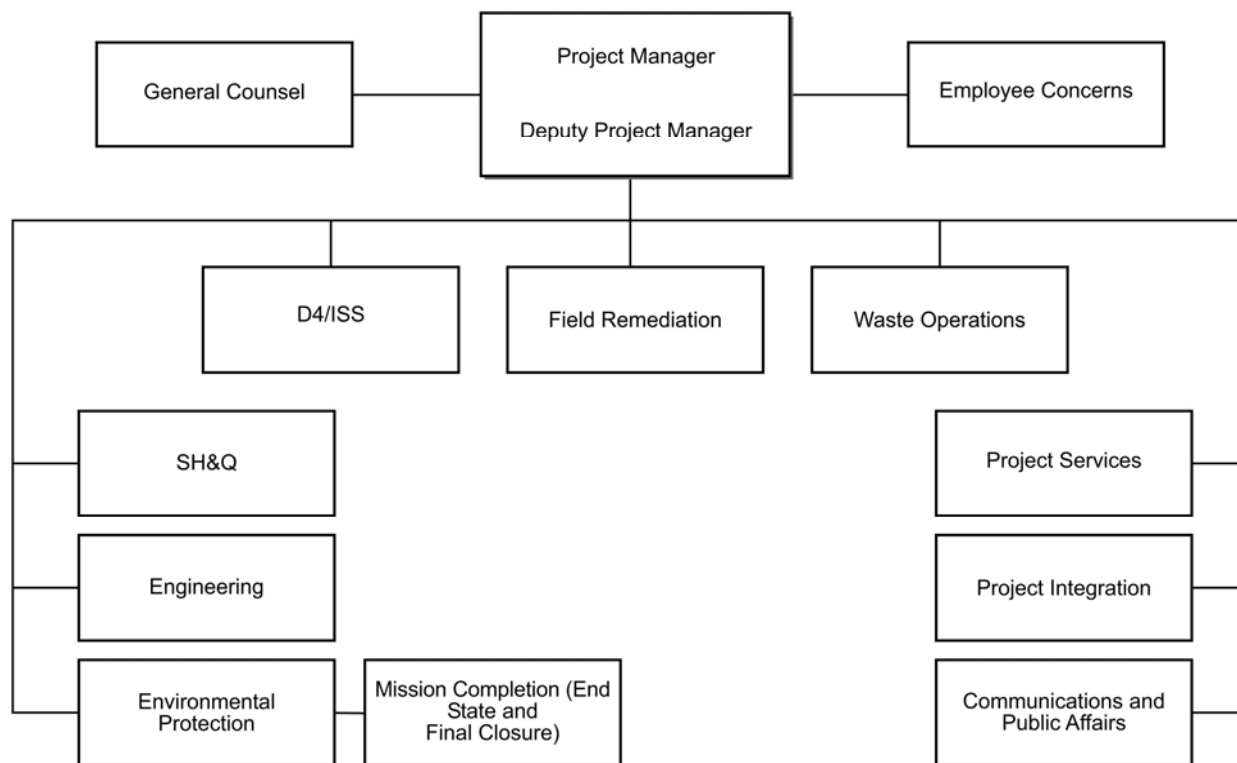 Project Manager
General Counsel
Employee Concerns
Deputy Project Manager
D4/ISS
Field Remediation
Waste Operations
SH&Q
Project Services
Engineering
Project Integration
Environmental
Protection
Mission Completion (End
State and
Final Closure)
Communications and
Public Affairs